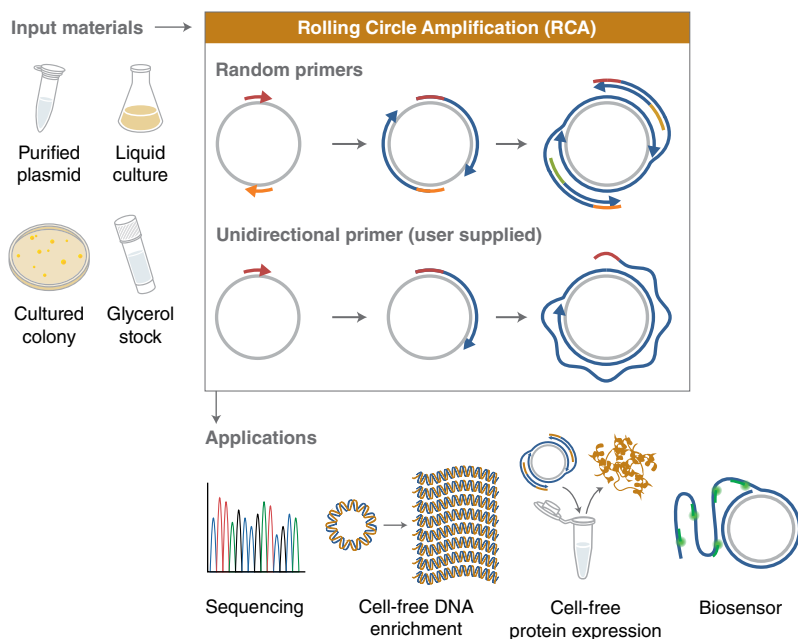 Input materials
Rolling Circle Amplification (RCA)
Random primers
Purified
plasmid
Liquid
culture
Unidirectional primer (user supplied)
Cultured
colony
Glycerol
stock
Applications
Sequencing
Cell-free DNA
enrichment
Cell-free
protein expression
Biosensor